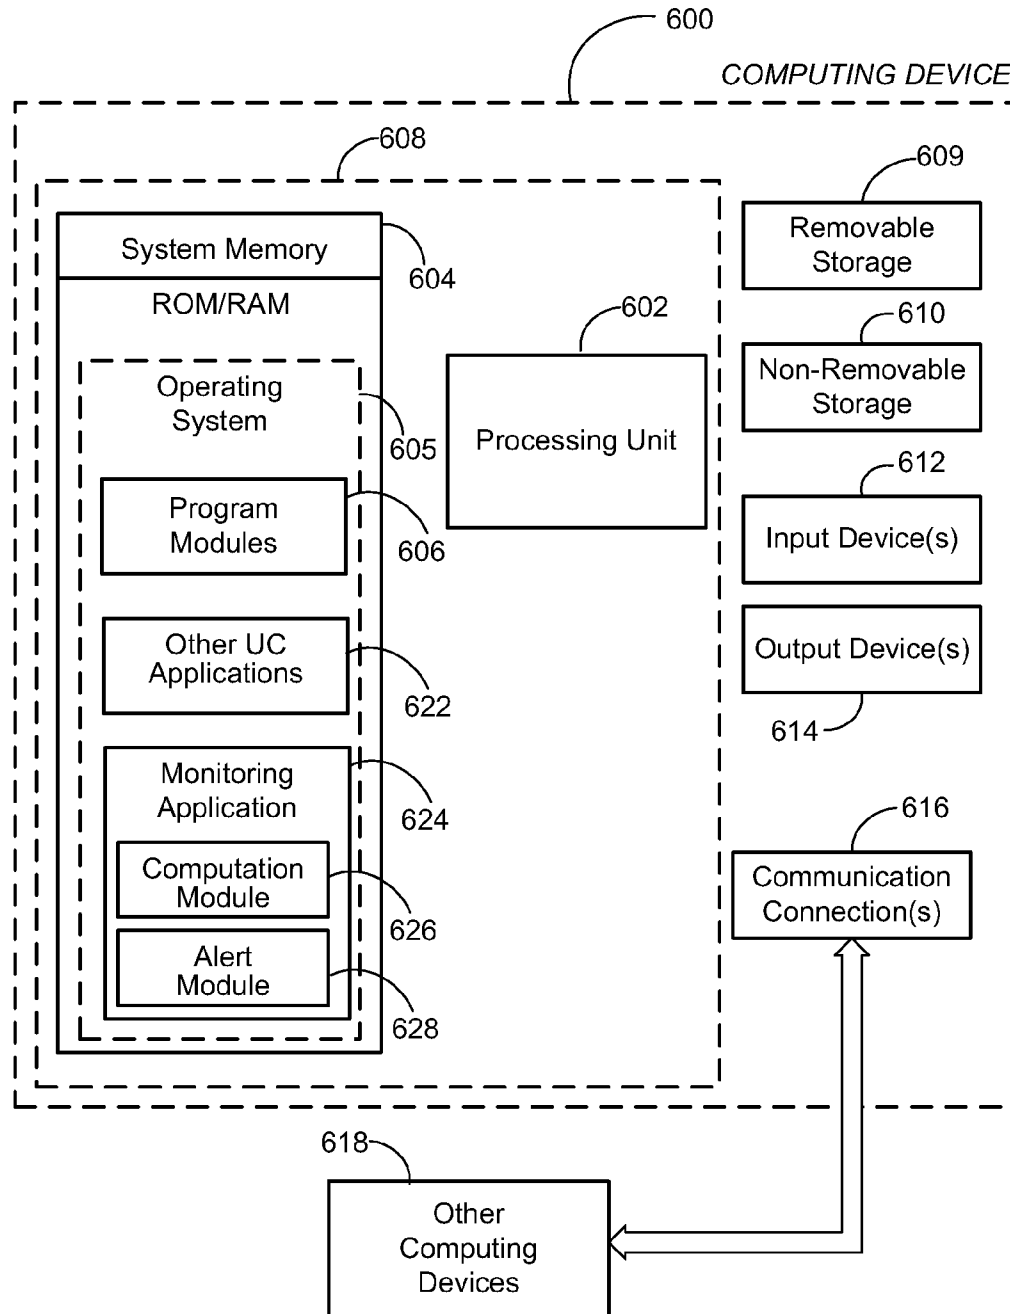 600
COMPUTING DEVICE
608
609
System Memory
604
ROM/RAM
Removable
Storage
602
610
Operating
System
605
Processing Unit
Non-Removable
Storage
Program
Modules
606
612
Input Device(s)
Other UC
Applications
622
Output Device(s)
614
Monitoring
Application
624
Computation
Module
626
Alert
Module
628
616
Communication
Connection(s)
618
Other
Computing
Devices